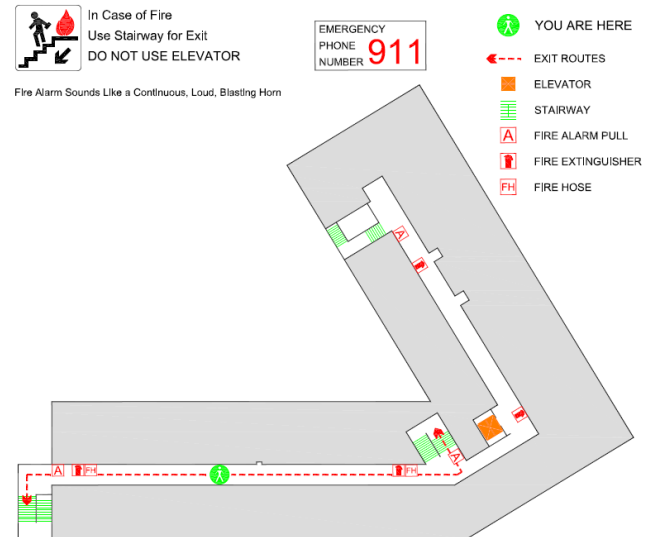 In Case of Fire
Use Stairway for Exit
DO NOT USE ELEVATOR
Fire Alarm Sounds Like a Continuous, Loud, Blasting Horn
EMERGENCY
PHONE
NUMBER 911
YOU ARE HERE
EXIT ROUTES
ELEVATOR
STAIRWAY
A FIRE ALARM PULL
FIRE EXTINGUISHER
FH FIRE HOSE
A
A
A
FH
FH